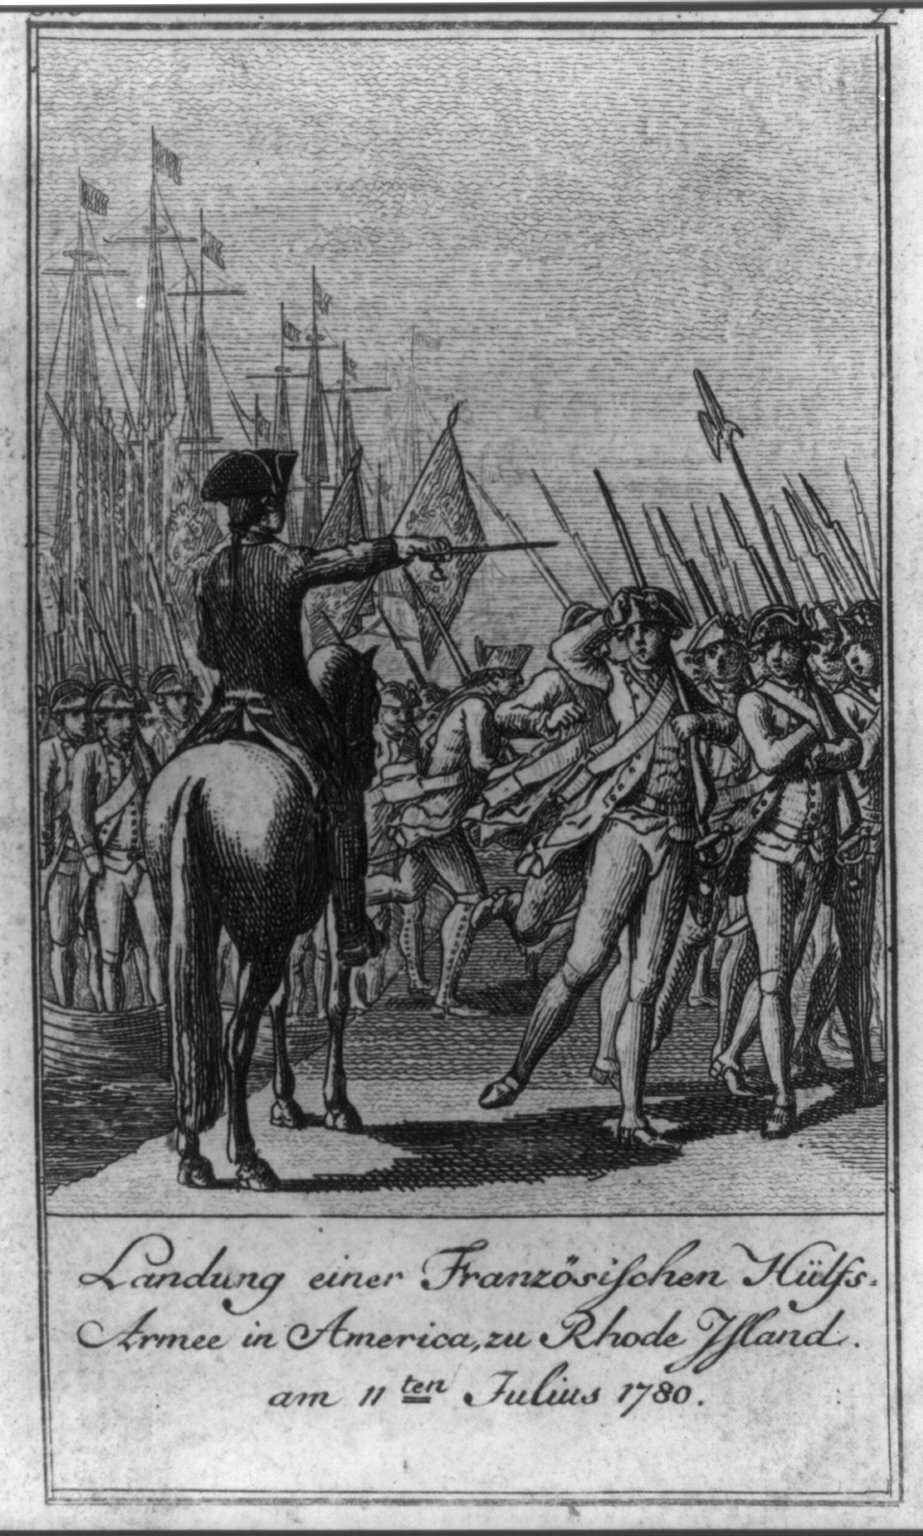 Landung einer Französiſchen Hülfs-
Armee in America, zu Rhode Iſland.
am 11ten Julius 1780.